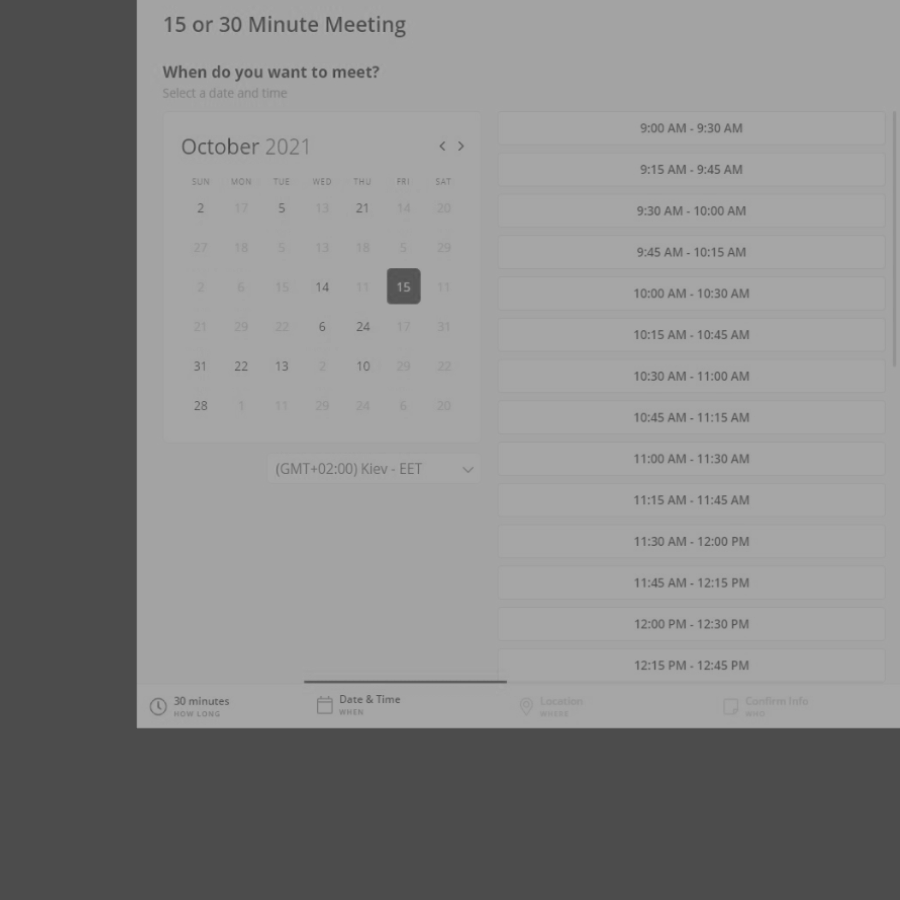 15 or 30 Minute Meeting
When do you want to meet?
Select a date and time
October 2021
SUN MON TUE WED THU FRI SAT
2 17 5 13 21 14 20
27 18 5 13 18 5 29
2 6 15 14 11 15 11
21 29 22 6 24 17 31
31 22 13 2 10 29 22
28 1 11 29 24 6 20
(GMT+02:00) Kiev - EET
9:00 AM - 9:30 AM
9:15 AM - 9:45 AM
9:30 AM - 10:00 AM
9:45 AM - 10:15 AM
10:00 AM - 10:30 AM
10:15 AM - 10:45 AM
10:30 AM - 11:00 AM
10:45 AM - 11:15 AM
11:00 AM - 11:30 AM
11:15 AM - 11:45 AM
11:30 AM - 12:00 PM
11:45 AM - 12:15 PM
12:00 PM - 12:30 PM
12:15 PM - 12:45 PM
30 minutes
HOW LONG
Date & Time
WHEN
Location
WHERE
Confirm Info
WHO